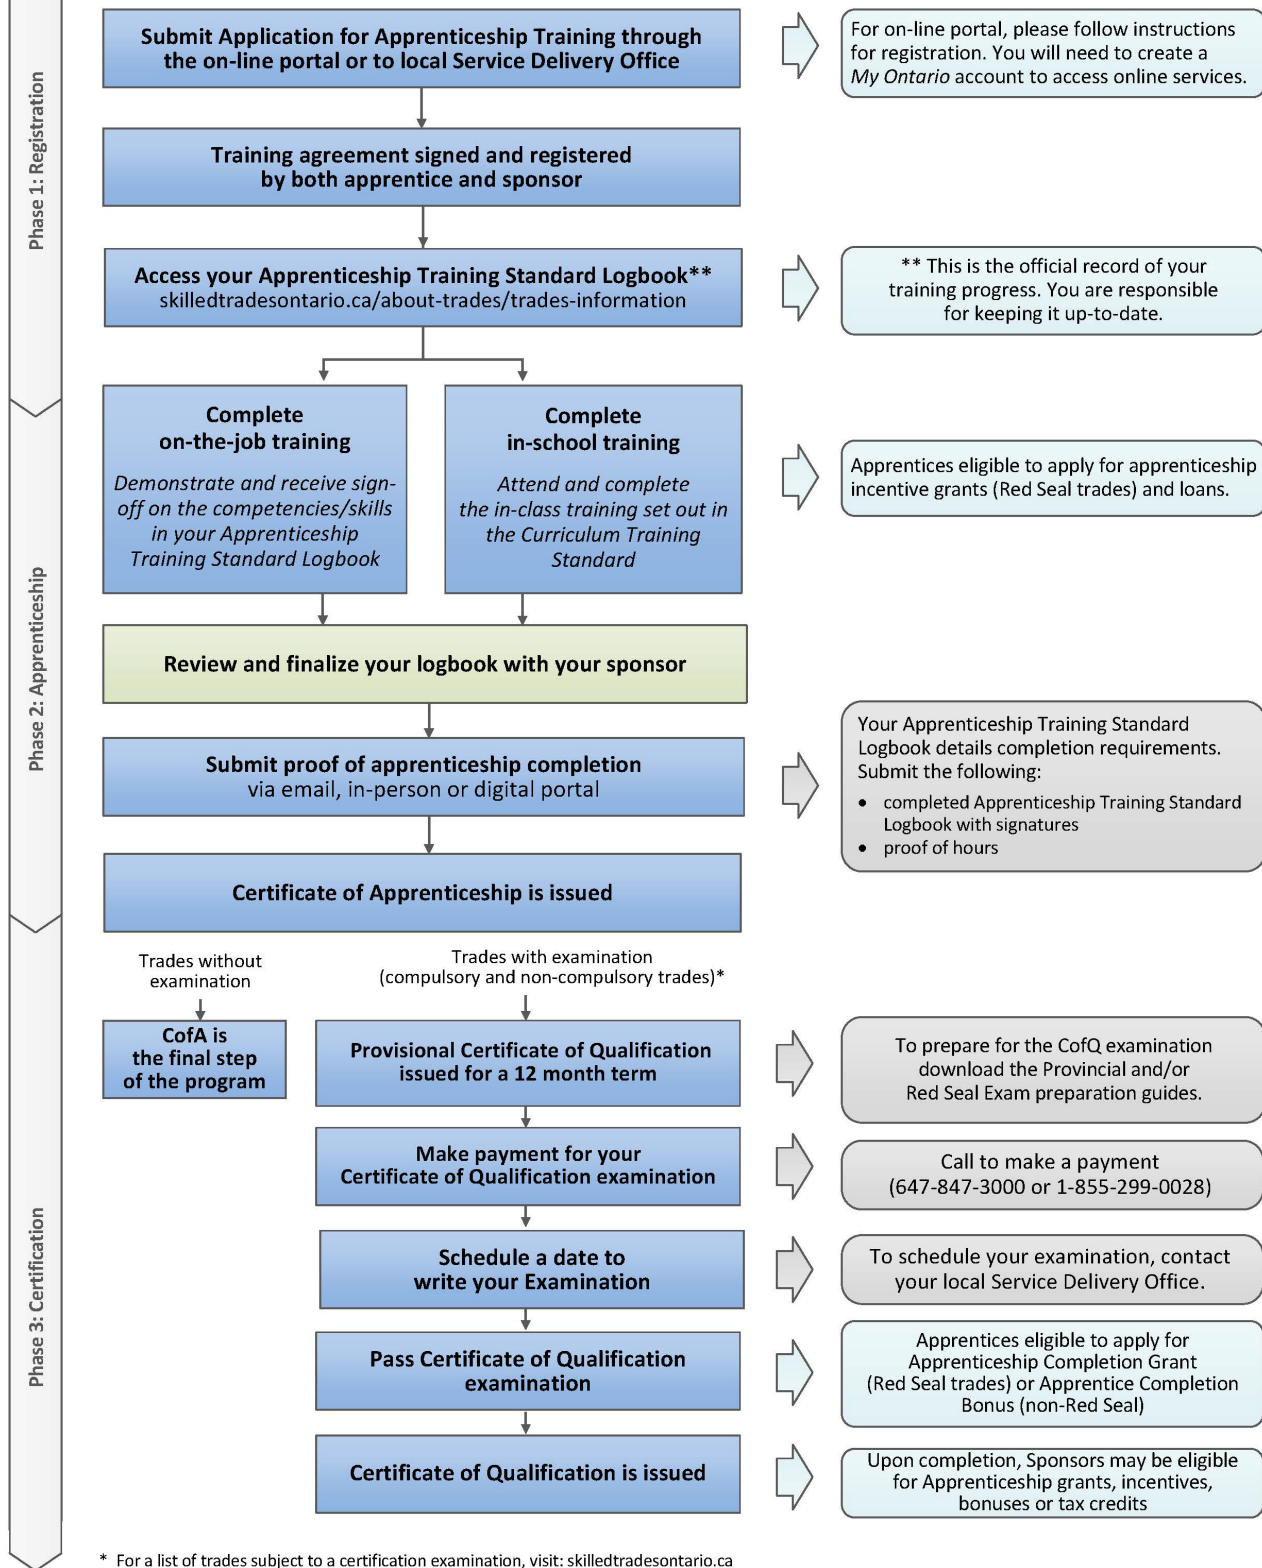 Phase 1: Registration
Submit Application for Apprenticeship Training through
the on-line portal or to local Service Delivery Office
For on-line portal, please follow instructions
for registration. You will need to create a
My Ontario account to access online services.
Training agreement signed and registered
by both apprentice and sponsor
Access your Apprenticeship Training Standard Logbook**
skilledtradesontario.ca/about-trades/trades-information
** This is the official record of your
training progress. You are responsible
for keeping it up-to-date.
Phase 2: Apprenticeship
Complete
on-the-job training
Demonstrate and receive sign-
off on the competencies/skills
in your Apprenticeship
Training Standard Logbook
Complete
in-school training
Attend and complete
the in-class training set out in
the Curriculum Training
Standard
Apprentices eligible to apply for apprenticeship
incentive grants (Red Seal trades) and loans.
Review and finalize your logbook with your sponsor
Submit proof of apprenticeship completion
via email, in-person or digital portal
Your Apprenticeship Training Standard
Logbook details completion requirements.
Submit the following:
• completed Apprenticeship Training Standard
Logbook with signatures
• proof of hours
Certificate of Apprenticeship is issued
Phase 3: Certification
Trades without
examination
Trades with examination
(compulsory and non-compulsory trades)*
CofA is
the final step
of the program
Provisional Certificate of Qualification
issued for a 12 month term
To prepare for the CofQ examination
download the Provincial and/or
Red Seal Exam preparation guides.
Make payment for your
Certificate of Qualification examination
Call to make a payment
(647-847-3000 or 1-855-299-0028)
Schedule a date to
write your Examination
To schedule your examination, contact
your local Service Delivery Office.
Pass Certificate of Qualification
examination
Apprentices eligible to apply for
Apprenticeship Completion Grant
(Red Seal trades) or Apprentice Completion
Bonus (non-Red Seal)
Certificate of Qualification is issued
Upon completion, Sponsors may be eligible
for Apprenticeship grants, incentives,
bonuses or tax credits
* For a list of trades subject to a certification examination, visit: skilledtradesontario.ca